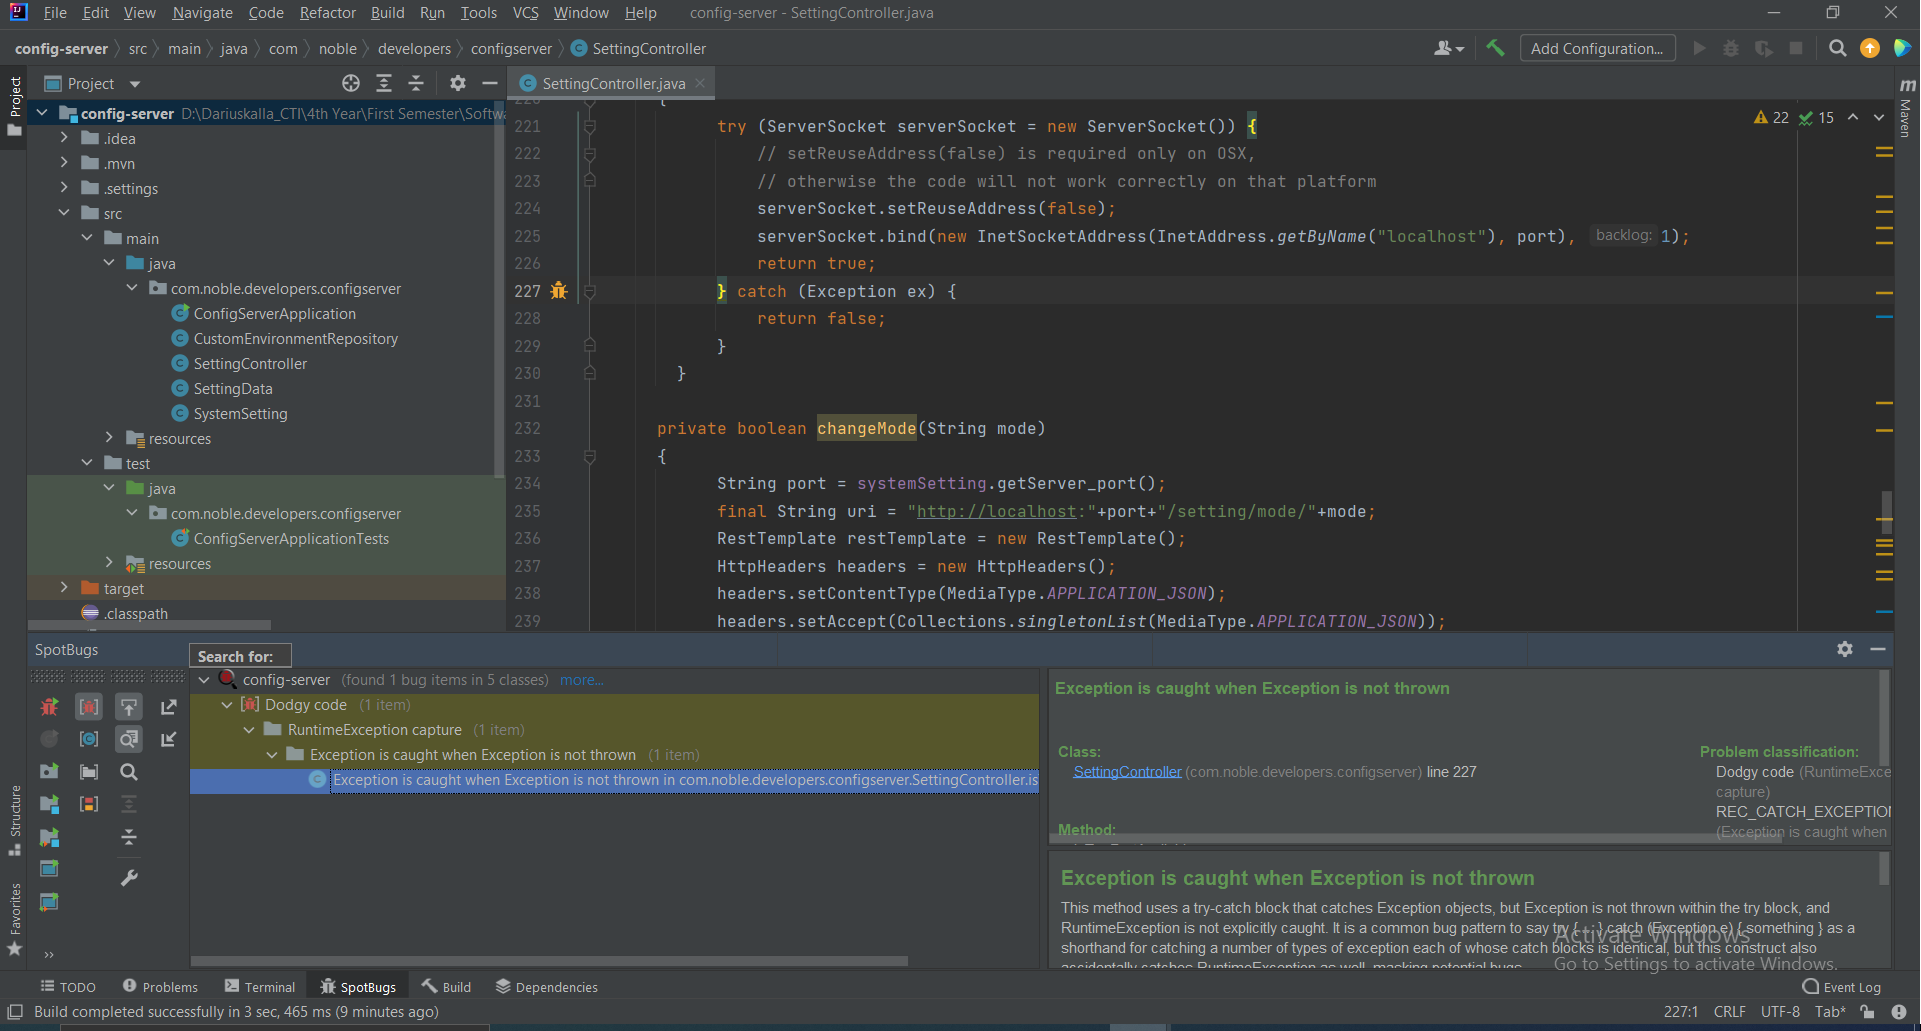 File Edit View Navigate Code Refactor Build Run Tools VCS Window Help config-server - SettingController.java
config-server src main java com noble developers configserver SettingController
Add Configuration...
Project
SettingController.java
config-server D:\Dariuskalla_CTI\4th Year\First Semester\Softwa
.idea
.mvn
.settings
src
main
java
com.noble.developers.configserver
ConfigServerApplication
CustomEnvironmentRepository
SettingController
SettingData
SystemSetting
resources
test
java
com.noble.developers.configserver
ConfigServerApplicationTests
resources
target
.classpath
Project
Structure
Favorites
Maven
22 15
220 {
221 try (ServerSocket serverSocket = new ServerSocket()) {
222 // setReuseAddress(false) is required only on OSX,
223 // otherwise the code will not work correctly on that platform
224 serverSocket.setReuseAddress(false);
225 serverSocket.bind(new InetSocketAddress(InetAddress.getByName("localhost"), port), backlog: 1);
226 return true;
227 } catch (Exception ex) {
228 return false;
229 }
230 }
231
232 private boolean changeMode(String mode)
233 {
234 String port = systemSetting.getServer_port();
235 final String uri = "http://localhost:"+port+"/setting/mode/"+mode;
236 RestTemplate restTemplate = new RestTemplate();
237 HttpHeaders headers = new HttpHeaders();
238 headers.setContentType(MediaType.APPLICATION_JSON);
239 headers.setAccept(Collections.singletonList(MediaType.APPLICATION_JSON));
SpotBugs
Search for:
config-server (found 1 bug items in 5 classes) more...
Dodgy code (1 item)
RuntimeException capture (1 item)
Exception is caught when Exception is not thrown (1 item)
Exception is caught when Exception is not thrown in com.noble.developers.configserver.SettingController.is
Exception is caught when Exception is not thrown
Class:
SettingController (com.noble.developers.configserver) line 227
Method:
Problem classification:
Dodgy code (RuntimeExce
capture)
REC_CATCH_EXCEPTION
(Exception is caught when
Exception is caught when Exception is not thrown
This method uses a try-catch block that catches Exception objects, but Exception is not thrown within the try block, and
RuntimeException is not explicitly caught. It is a common bug pattern to say try { ... } catch (Exception e) { something } as a
shorthand for catching a number of types of exception each of whose catch blocks is identical, but this construct also
accidentally catches RuntimeException as well, masking potential bugs.
Activate Windows
Go to Settings to activate Windows.
TODO Problems Terminal SpotBugs Build Dependencies Event Log
Build completed successfully in 3 sec, 465 ms (9 minutes ago) 227:1 CRLF UTF-8 Tab*